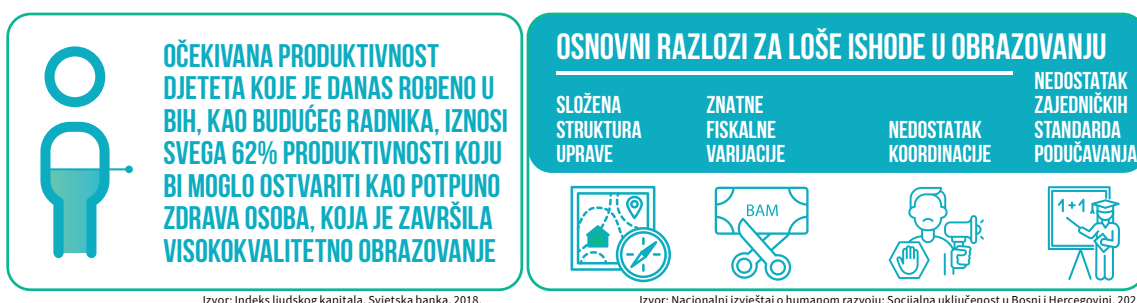 OČEKIVANA PRODUKTIVNOST
DJETETA KOJE JE DANAS ROĐENO U
BIH, KAO BUDUĆEG RADNIKA, IZNOSI
SVEGA 62% PRODUKTIVNOSTI KOJU
BI MOGLO OSTVARITI KAO POTPUNO
ZDRAVA OSOBA, KOJA JE ZAVRŠILA
VISOKOKVALITETNO OBRAZOVANJE
Izvor: Indeks ljudskog kapitala, Svjetska banka, 2018.
OSNOVNI RAZLOZI ZA LOŠE ISHODE U OBRAZOVANJU
SLOŽENA
STRUKTURA
UPRAVE
ZNATNE
FISKALNE
VARIJACIJE
NEDOSTATAK
KOORDINACIJE
NEDOSTATAK
ZAJEDNIČKIH
STANDARDA
PODUČAVANJA
BAM
1+1
Izvor: Nacionalni izvještaj o humanom razvoju: Socijalna uključenost u Bosni i Hercegovini,